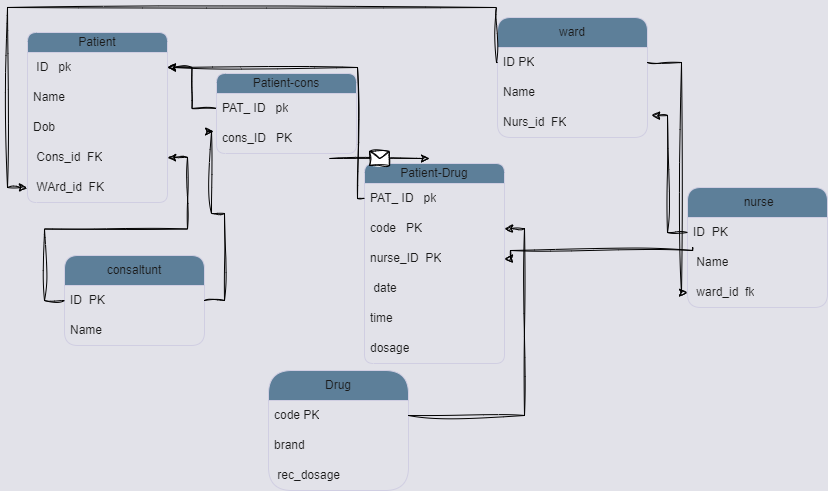 Patient
ID pk
Name
Dob
Cons_id FK
WArd_id FK
Patient-cons
PAT_ ID pk
cons_ID PK
ward
ID PK
Name
Nurs_id FK
Patient-Drug
PAT_ ID pk
code PK
nurse_ID PK
date
time
dosage
nurse
ID PK
Name
ward_id fk
consaltunt
ID PK
Name
Drug
code PK
brand
rec_dosage